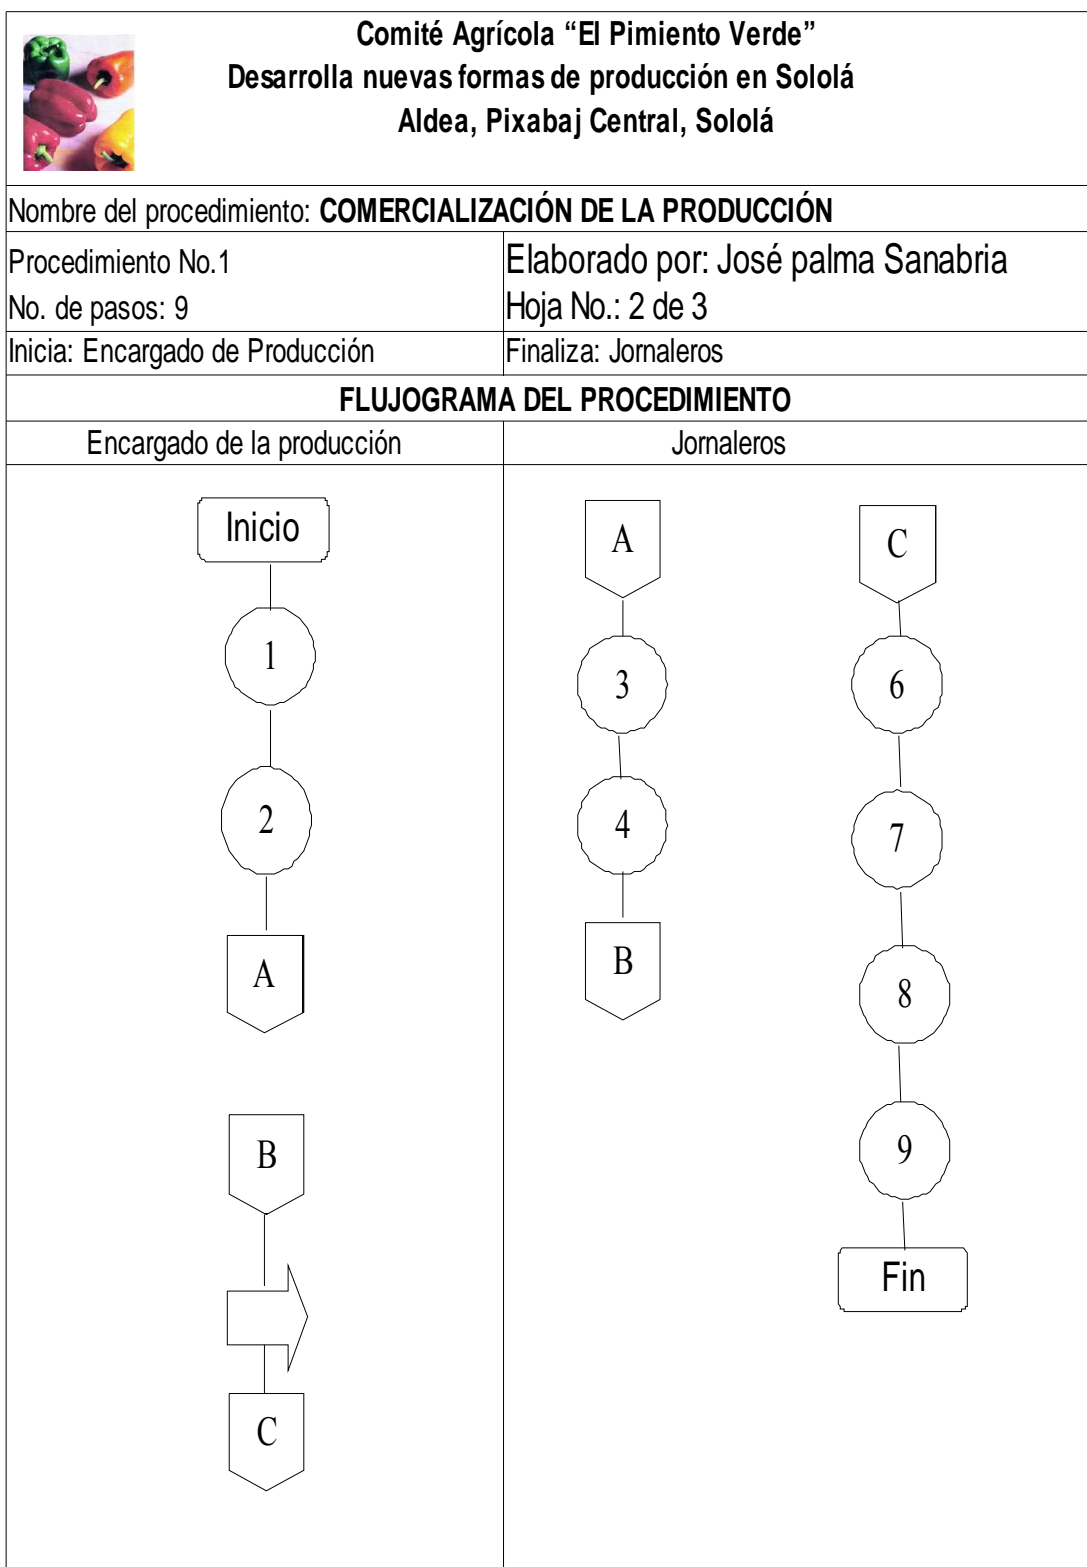 Comité Agrícola “El Pimiento Verde”
Desarrolla nuevas formas de producción en Sololá
Aldea, Pixabaj Central, Sololá
Nombre del procedimiento: COMERCIALIZACIÓN DE LA PRODUCCIÓN
Procedimiento No.1
No. de pasos: 9
Elaborado por: José palma Sanabria
Hoja No.: 2 de 3
Inicia: Encargado de Producción
Finaliza: Jornaleros
FLUJOGRAMA DEL PROCEDIMIENTO
Encargado de la producción
Jornaleros
Inicio
1
2
A
B
C
A
3
4
B
C
6
7
8
9
Fin